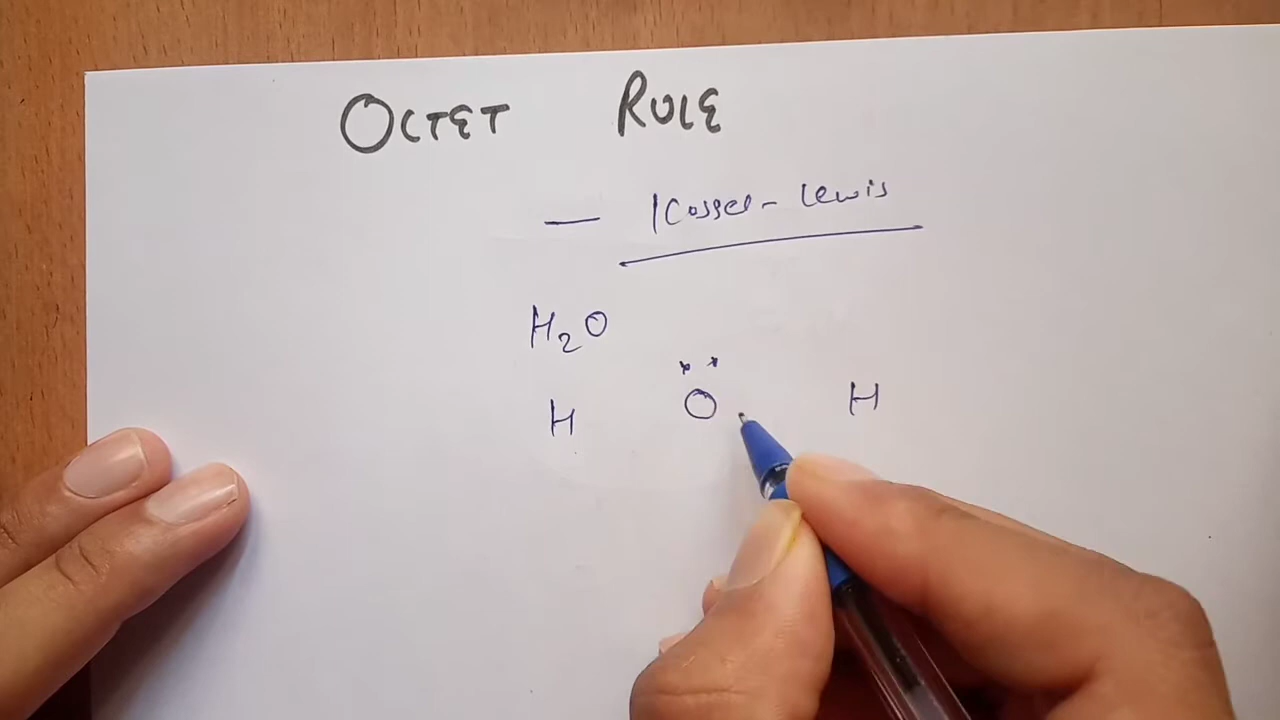 OCTET RULE
— Kossel - Lewis
H₂O
H O H